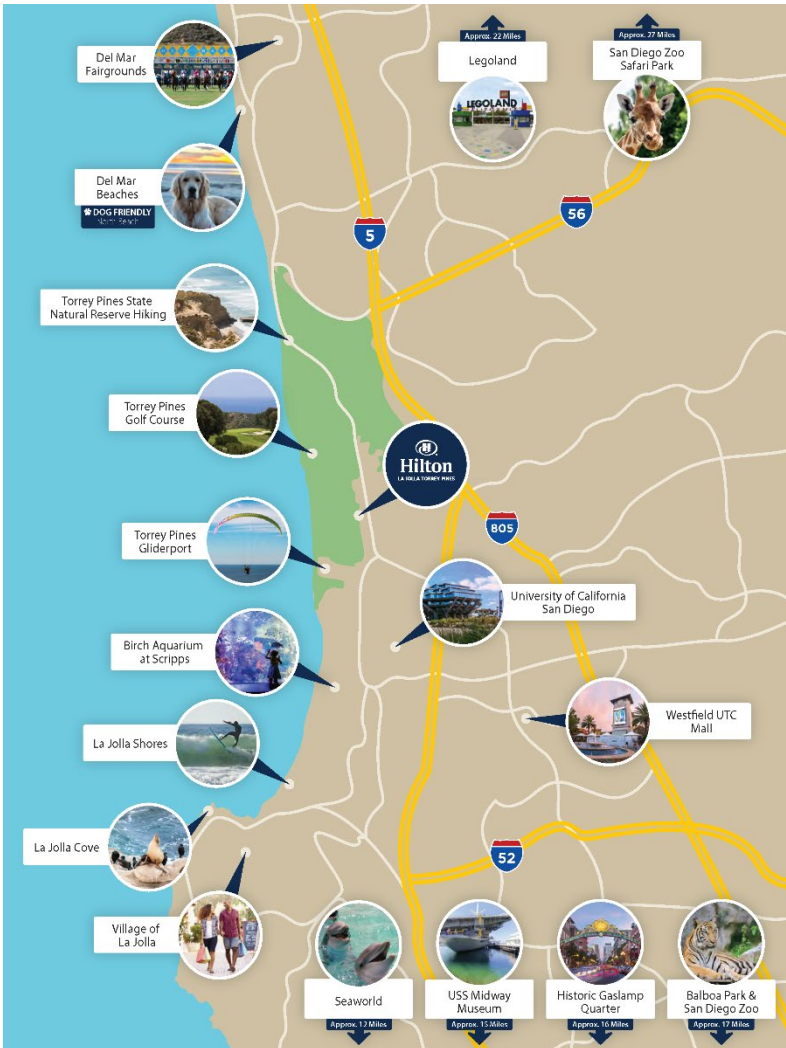 Approx. 22 Miles
Legoland
LEGOLAND
CALIFORNIA
Approx. 27 Miles
San Diego Zoo
Safari Park
Del Mar
Fairgrounds
Del Mar
Beaches
DOG FRIENDLY
North Beach
5
56
Torrey Pines State
Natural Reserve Hiking
Torrey Pines
Golf Course
H
Hilton
LA JOLLA TORREY PINES
805
Torrey Pines
Gliderport
University of California
San Diego
Birch Aquarium
at Scripps
Westfield UTC
Mall
La Jolla Shores
La Jolla Cove
52
Village of
La Jolla
Seaworld
Approx. 12 Miles
USS Midway
Museum
Approx. 15 Miles
Historic Gaslamp
Quarter
Approx. 16 Miles
Balboa Park &
San Diego Zoo
Approx. 17 Miles